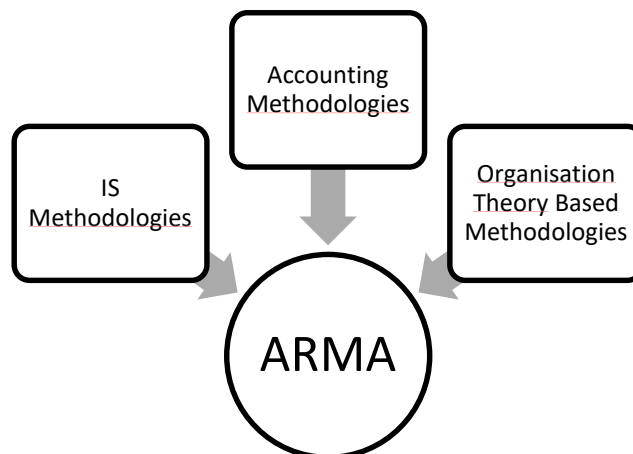 Accounting
Methodologies
IS
Methodologies
Organisation
Theory Based
Methodologies
ARMA